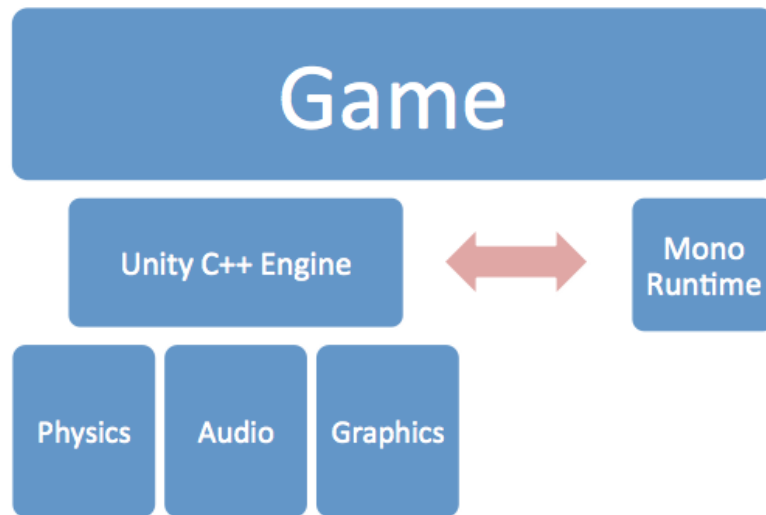 Game
Unity C++ Engine
Mono
Runtime
Physics
Audio
Graphics